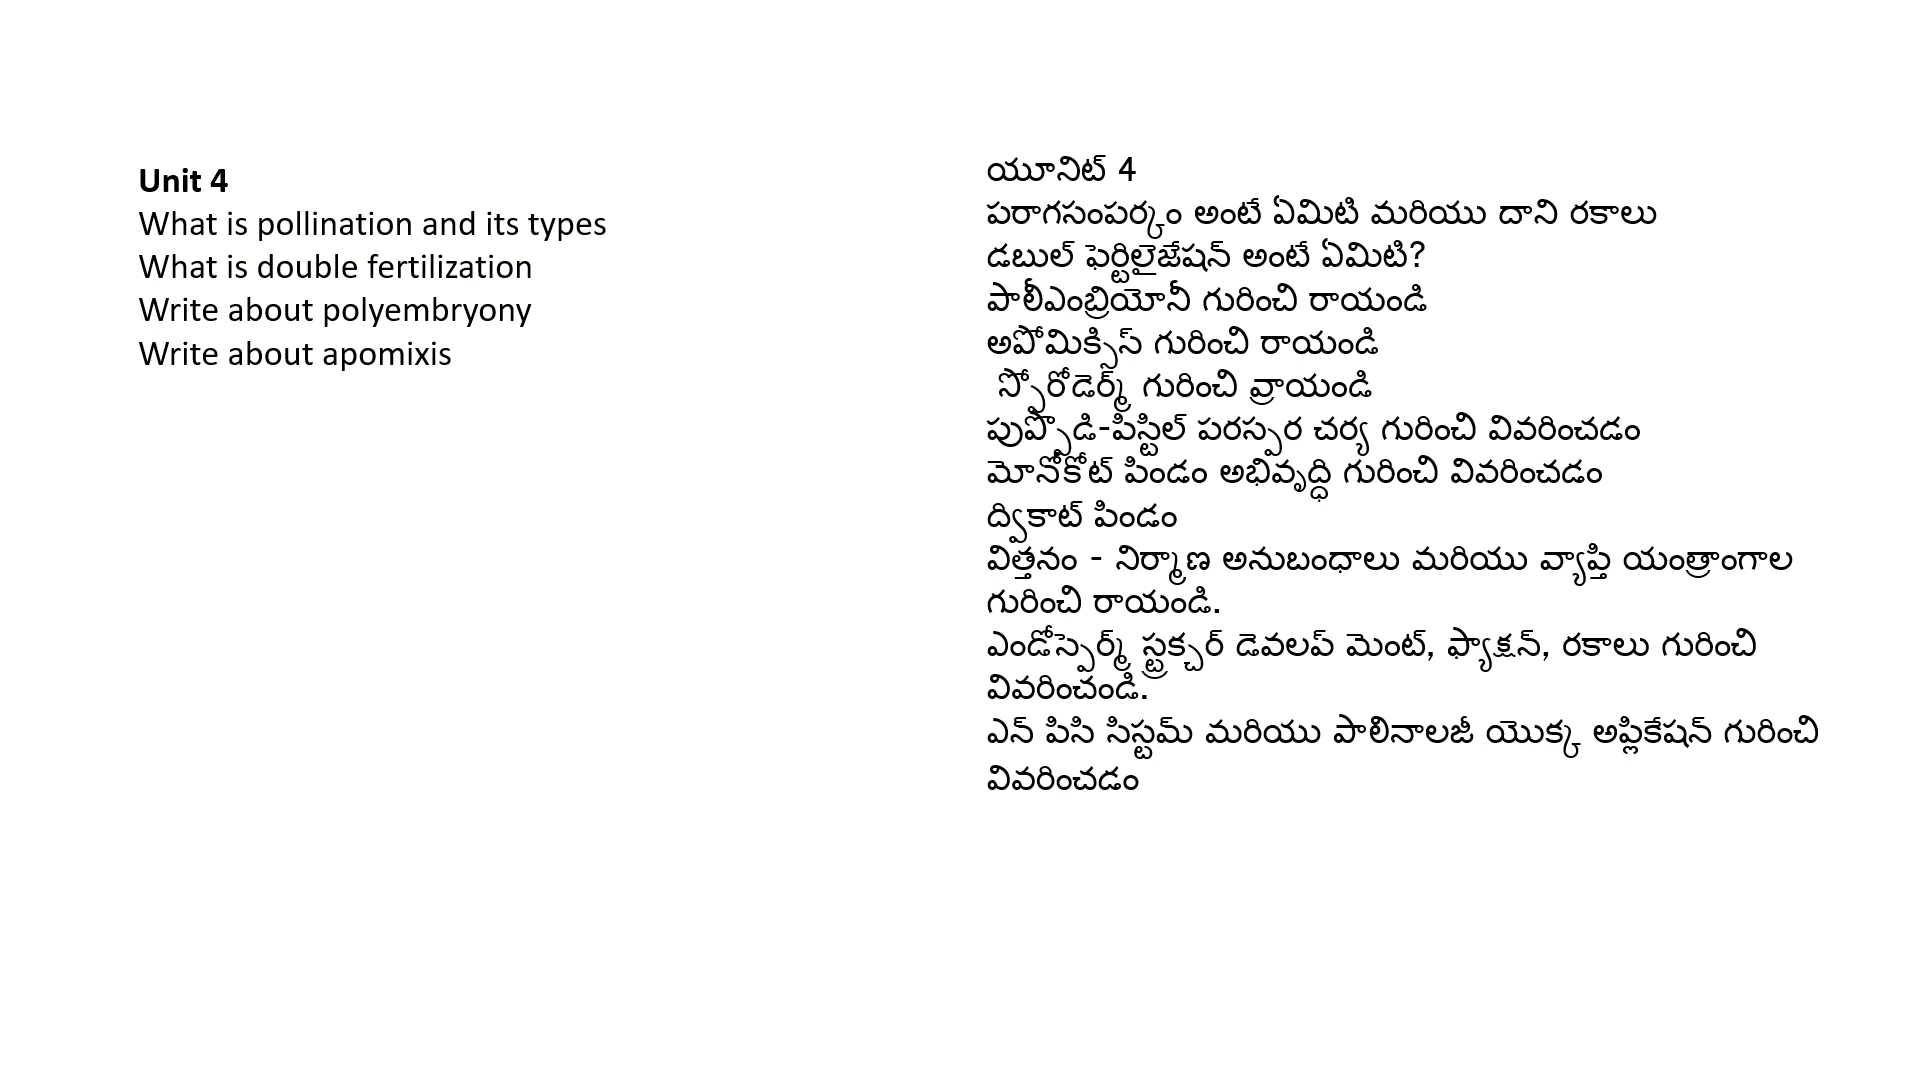 Unit 4
What is pollination and its types
What is double fertilization
Write about polyembryony
Write about apomixis
యూనిట్ 4
పరాగసంపర్కం అంటే ఏమిటి మరియు దాని రకాలు
డబుల్ ఫెర్టిలైజేషన్ అంటే ఏమిటి?
పాలీఎంబ్రియోనీ గురించి రాయండి
అపోమిక్సిస్ గురించి రాయండి
స్పోరోడెర్మ్ గురించి వ్రాయండి
పుప్పొడి-పిస్టిల్ పరస్పర చర్య గురించి వివరించడం
మోనోకోట్ పిండం అభివృద్ధి గురించి వివరించడం
ద్వికాట్ పిండం
విత్తనం - నిర్మాణ అనుబంధాలు మరియు వ్యాప్తి యంత్రాంగాల
గురించి రాయండి.
ఎండోస్పెర్మ్ స్ట్రక్చర్ డెవలప్ మెంట్, ఫ్యాక్షన్, రకాలు గురించి
వివరించండి.
ఎన్ పిసి సిస్టమ్ మరియు పాలినాలజీ యొక్క అప్లికేషన్ గురించి
వివరించడం